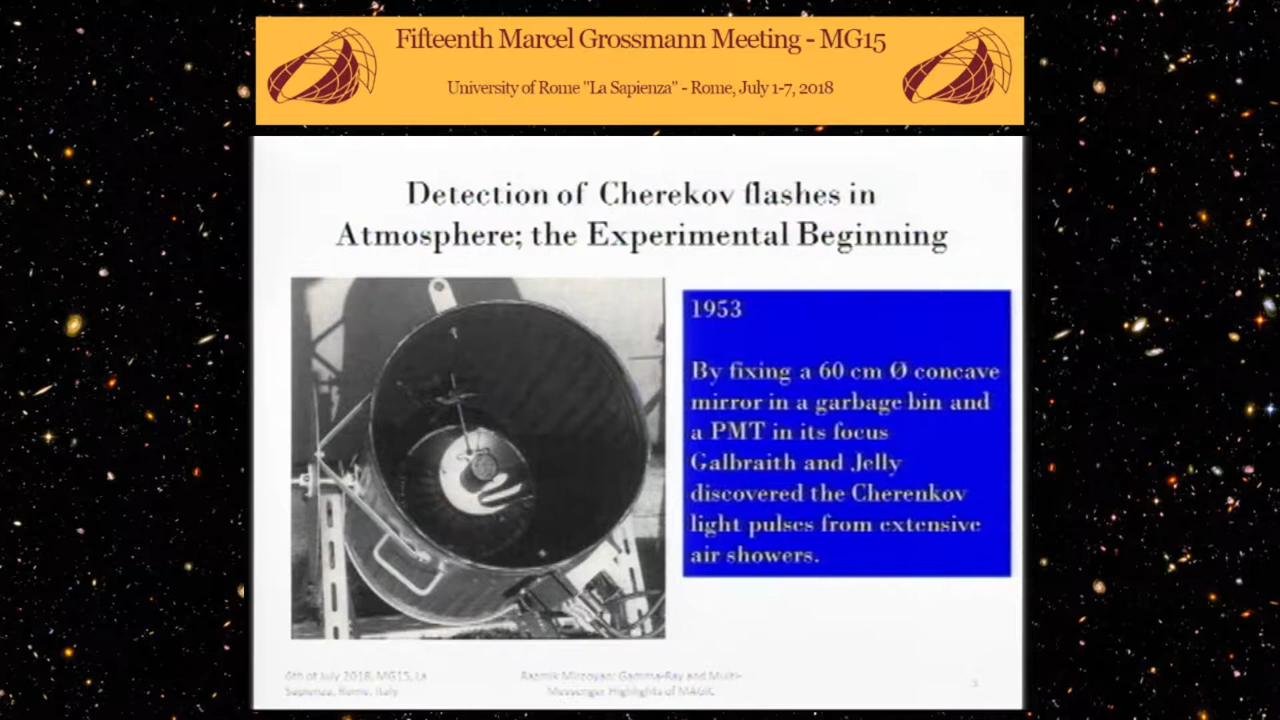 Fifteenth Marcel Grossmann Meeting - MG15
University of Rome "La Sapienza" - Rome, July 1-7, 2018
Detection of Cherekov flashes in
Atmosphere; the Experimental Beginning
1953
By fixing a 60 cm Ø concave
mirror in a garbage bin and
a PMT in its focus
Galbraith and Jelly
discovered the Cherenkov
light pulses from extensive
air showers.
6th of July 2018, MG15, La
Sapienza, Rome, Italy
Razmik Mirzoyan: Gamma-Ray and Multi-
Messenger Highlights of MAGIC